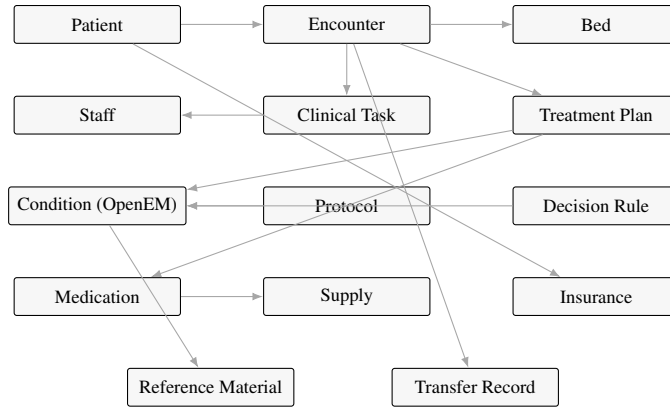 Patient
Encounter
Bed
Staff
Clinical Task
Treatment Plan
Condition (OpenEM)
Protocol
Decision Rule
Medication
Supply
Insurance
Reference Material
Transfer Record